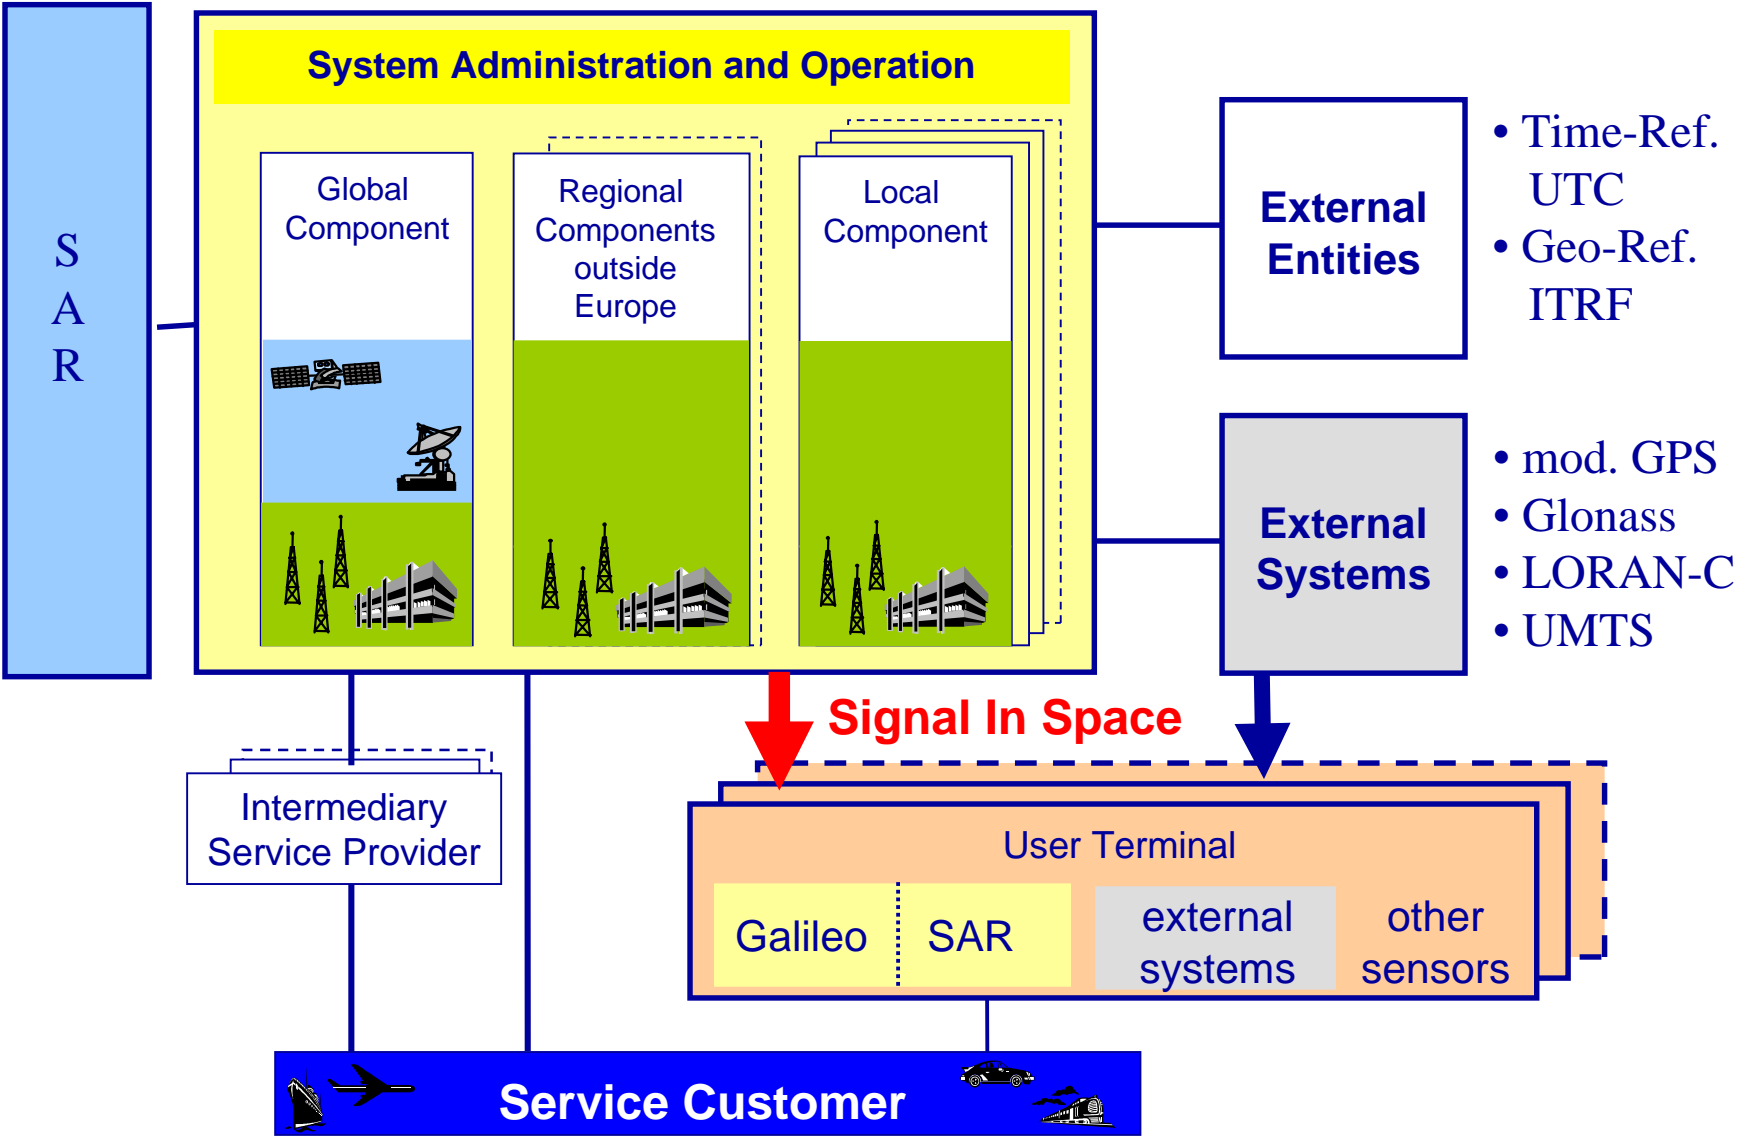 S
A
R
System Administration and Operation
Global
Component
Regional
Components
outside
Europe
Local
Component
External
Entities
• Time-Ref.
UTC
• Geo-Ref.
ITRF
External
Systems
• mod. GPS
• Glonass
• LORAN-C
• UMTS
Signal In Space
Intermediary
Service Provider
User Terminal
Galileo
SAR
external
systems
other
sensors
Service Customer